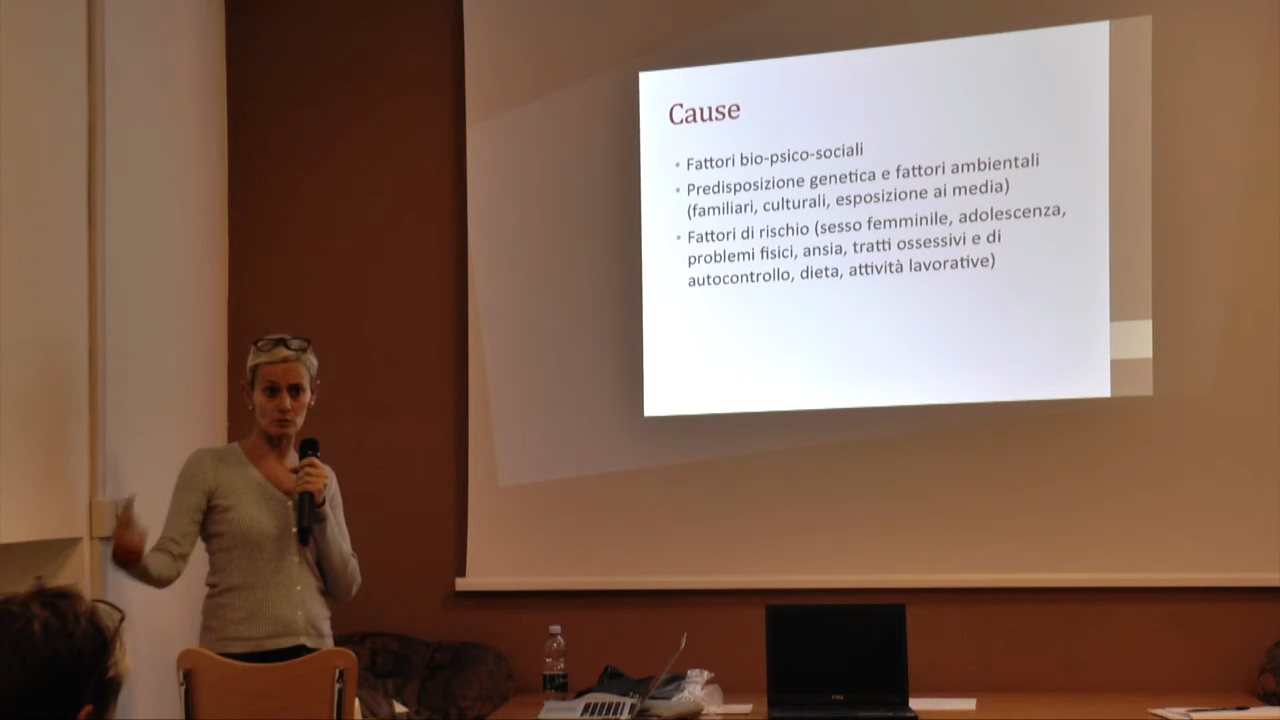 Cause
• Fattori bio-psico-sociali
• Predisposizione genetica e fattori ambientali
(familiari, culturali, esposizione ai media)
• Fattori di rischio (sesso femminile, adolescenza,
problemi fisici, ansia, tratti ossessivi e di
autocontrollo, dieta, attività lavorative)